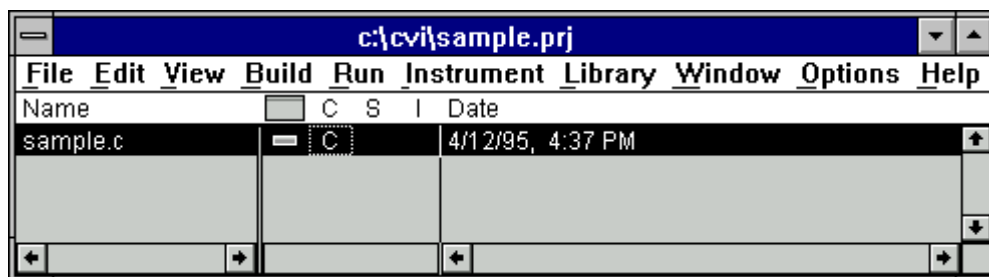 c:\cvi\sample.prj
File Edit View Build Run Instrument Library Window Options Help
Name C S I Date
sample.c C 4/12/95, 4:37 PM